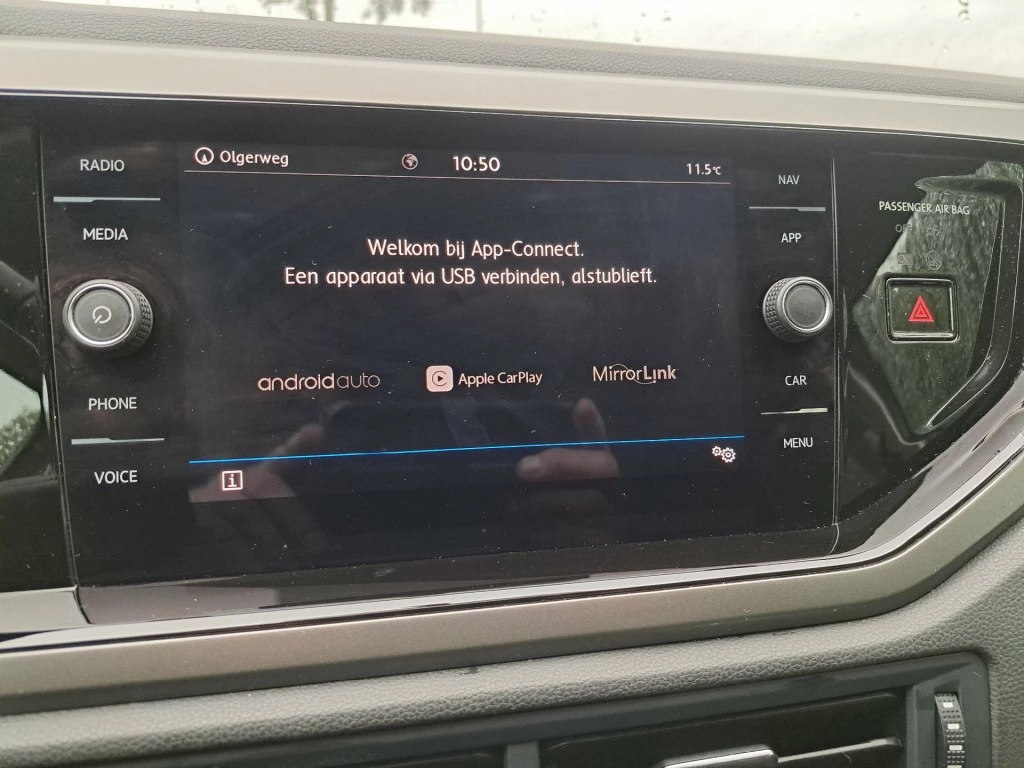 RADIO
MEDIA
PHONE
VOICE
Olgerweg
10:50
11.5°C
Welkom bij App-Connect.
Een apparaat via USB verbinden, alstublieft.
androidauto
Apple CarPlay
MirrorLink
i
NAV
APP
CAR
MENU
PASSENGER AIR BAG